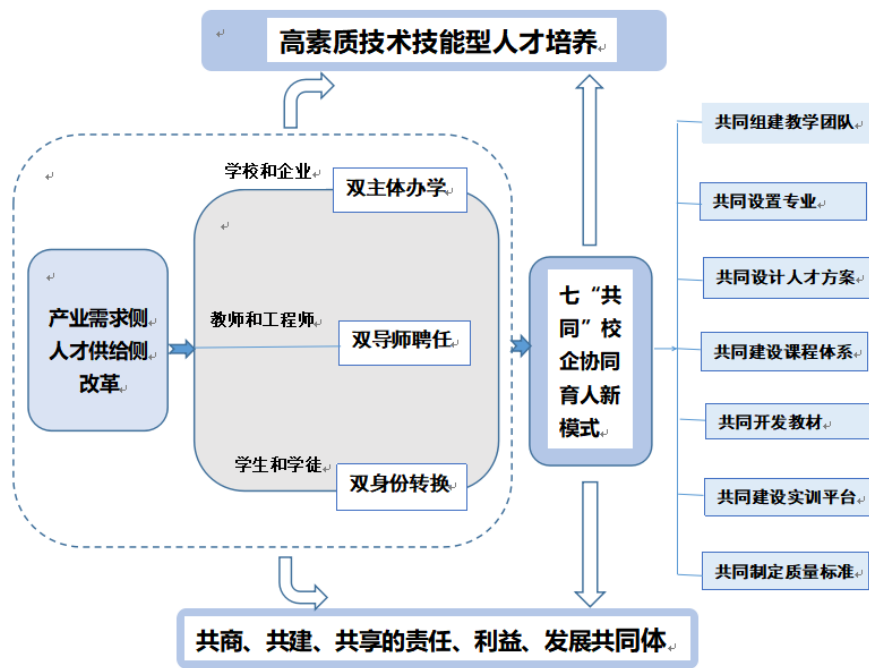 高素质技术技能型人才培养
学校和企业
双主体办学
产业需求侧
人才供给侧
改革
教师和工程师
双导师聘任
学生和学徒
双身份转换
七“共
同”校
企协同
育人新
模式
共同组建教学团队
共同设置专业
共同设计人才方案
共同建设课程体系
共同开发教材
共同建设实训平台
共同制定质量标准
共商、共建、共享的责任、利益、发展共同体